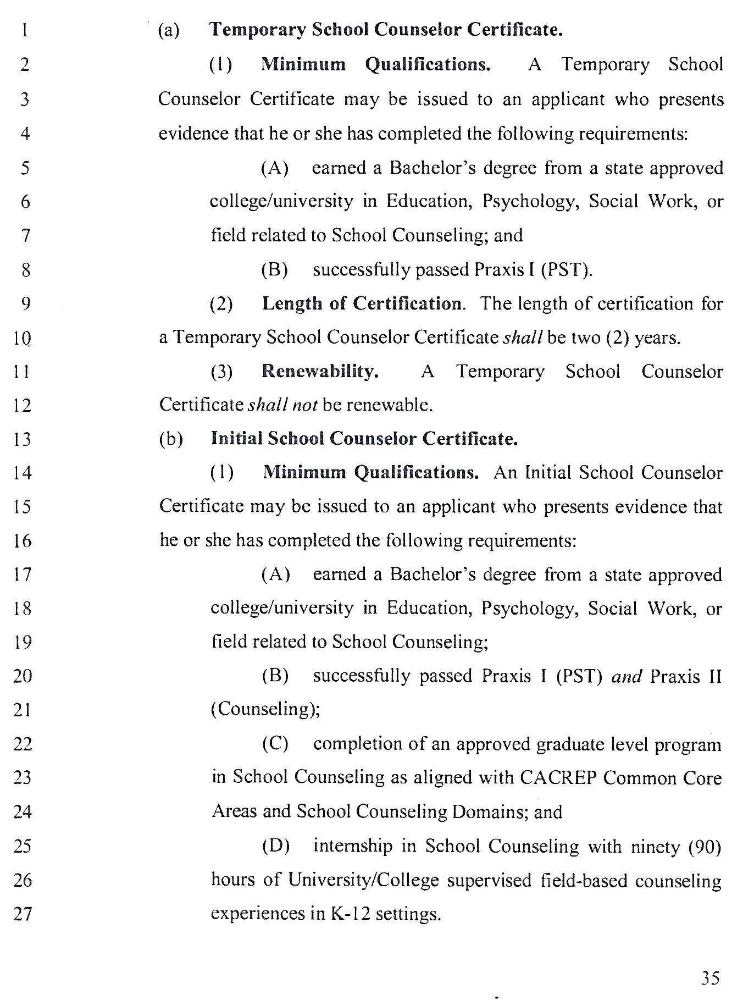 1 (a) Temporary School Counselor Certificate.
2 (1) Minimum Qualifications. A Temporary School
3 Counselor Certificate may be issued to an applicant who presents
4 evidence that he or she has completed the following requirements:
5 (A) earned a Bachelor's degree from a state approved
6 college/university in Education, Psychology, Social Work, or
7 field related to School Counseling; and
8 (B) successfully passed Praxis I (PST).
9 (2) Length of Certification. The length of certification for
10 a Temporary School Counselor Certificate shall be two (2) years.
11 (3) Renewability. A Temporary School Counselor
12 Certificate shall not be renewable.
13 (b) Initial School Counselor Certificate.
14 (1) Minimum Qualifications. An Initial School Counselor
15 Certificate may be issued to an applicant who presents evidence that
16 he or she has completed the following requirements:
17 (A) earned a Bachelor's degree from a state approved
18 college/university in Education, Psychology, Social Work, or
19 field related to School Counseling;
20 (B) successfully passed Praxis I (PST) and Praxis II
21 (Counseling);
22 (C) completion of an approved graduate level program
23 in School Counseling as aligned with CACREP Common Core
24 Areas and School Counseling Domains; and
25 (D) internship in School Counseling with ninety (90)
26 hours of University/College supervised field-based counseling
27 experiences in K-12 settings.
35